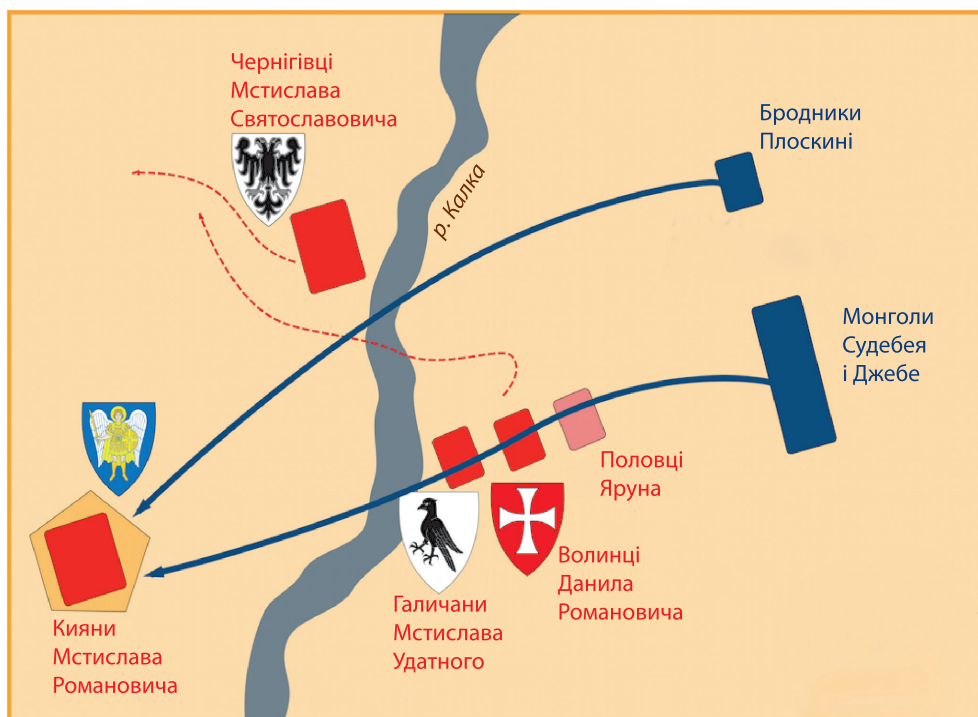 Чернігівці
Мстислава
Святославовича
р. Калка
Бродники
Плоскині
Монголи
Судебея
і Джебе
Половці
Яруна
Волинці
Данила
Романовича
Галичани
Мстислава
Удатного
Кияни
Мстислава
Романовича